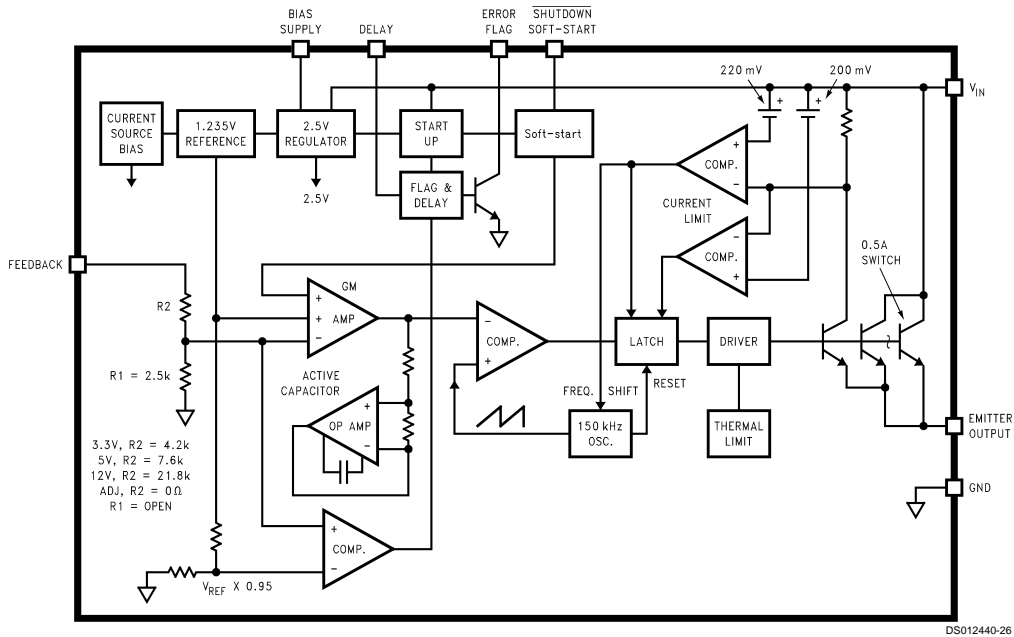 BIAS
SUPPLY
DELAY
ERROR
FLAG
SHUTDOWN
SOFT-START
220 mV
200 mV
+
+
VIN
CURRENT
SOURCE
BIAS
1.235V
REFERENCE
2.5V
REGULATOR
START
UP
Soft-start
2.5V
FLAG &
DELAY
+
COMP.
−
CURRENT
LIMIT
−
COMP.
+
0.5A
SWITCH
FEEDBACK
R2
R1 = 2.5k
GM
+
+
AMP
−
−
COMP.
+
LATCH
DRIVER
FREQ. SHIFT
RESET
150 kHz
OSC.
THERMAL
LIMIT
ACTIVE
CAPACITOR
+
OP AMP
−
EMITTER
OUTPUT
GND
3.3V, R2 = 4.2k
5V, R2 = 7.6k
12V, R2 = 21.8k
ADJ, R2 = 0Ω
R1 = OPEN
+
COMP.
−
VREF X 0.95
DS012440-26